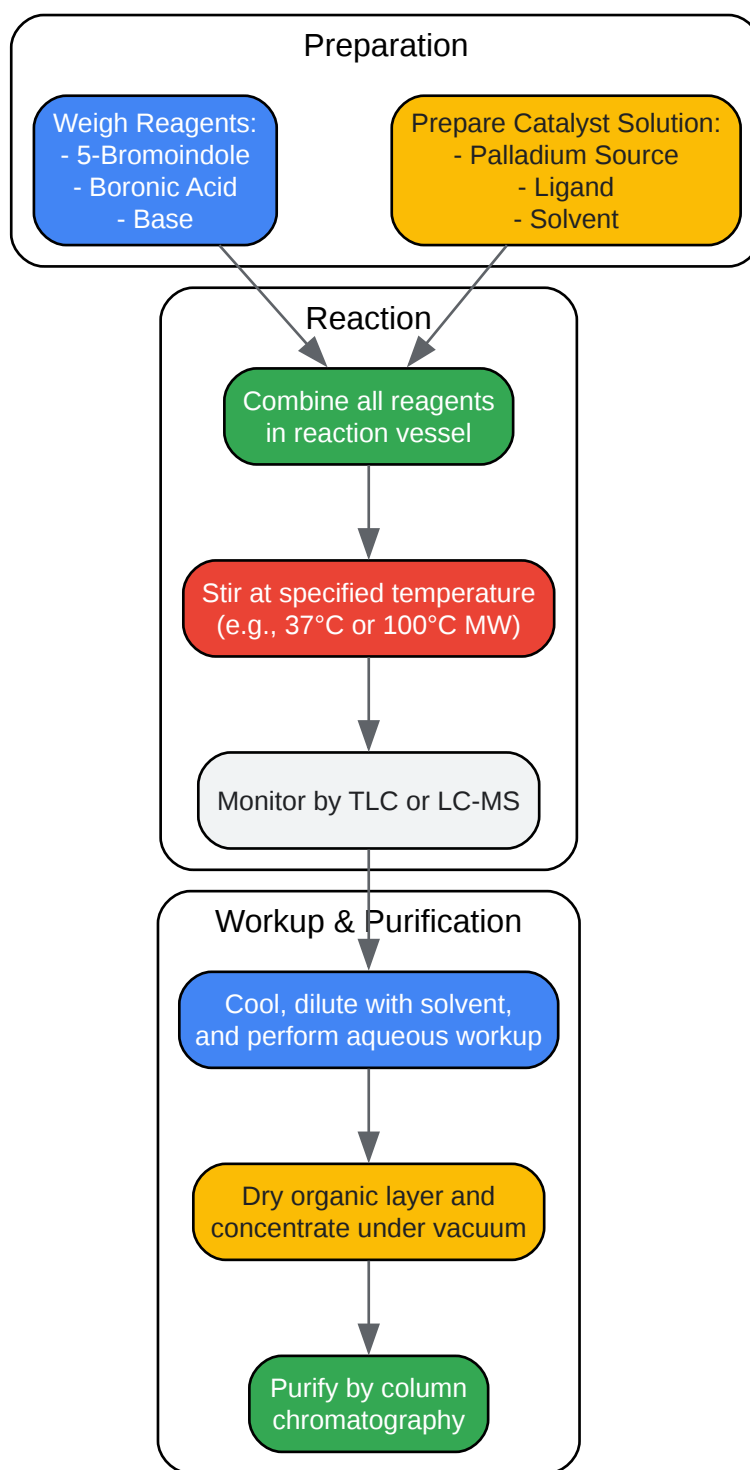 Preparation
Weigh Reagents:
- 5-Bromoindole
- Boronic Acid
- Base
Prepare Catalyst Solution:
- Palladium Source
- Ligand
- Solvent
Reaction
Combine all reagents
in reaction vessel
Stir at specified temperature
(e.g., 37°C or 100°C MW)
Monitor by TLC or LC-MS
Workup & Purification
Cool, dilute with solvent,
and perform aqueous workup
Dry organic layer and
concentrate under vacuum
Purify by column
chromatography